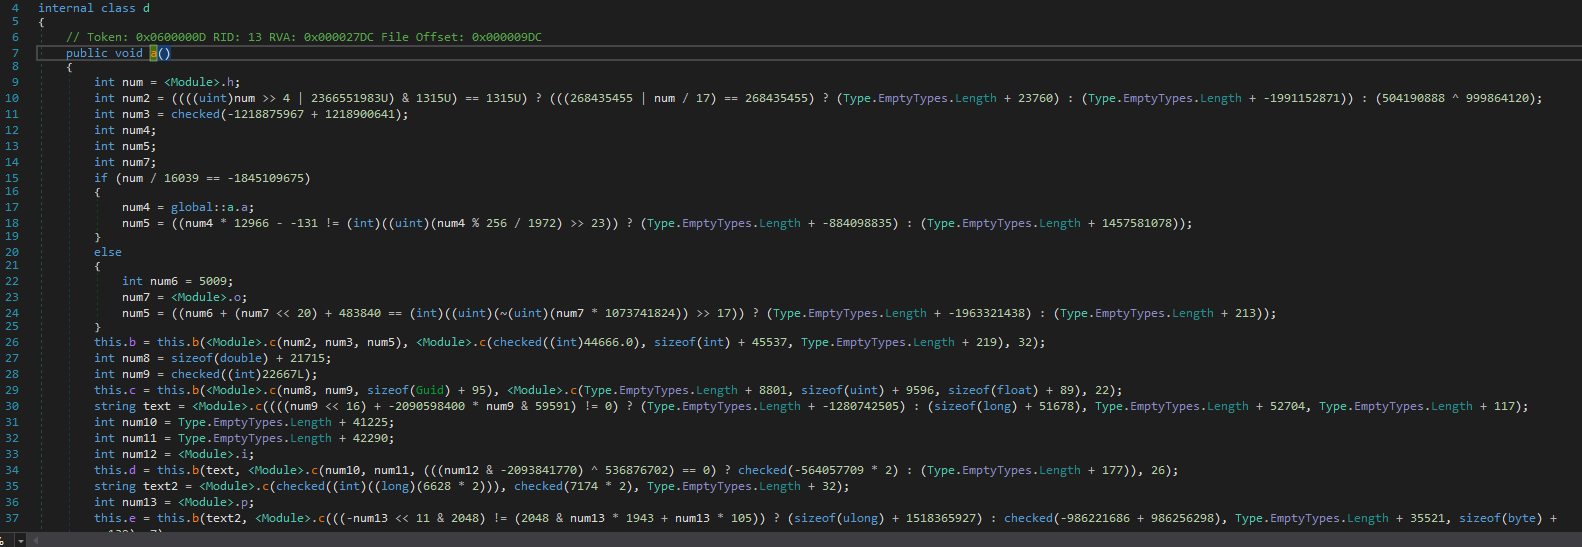 4 internal class d
5 {
6 // Token: 0x0600000D RID: 13 RVA: 0x000027DC File Offset: 0x000009DC
7 public void a()
8 {
9 int num = <Module>.h;
10 int num2 = ((((uint)num >> 4 | 2366551983U) & 1315U) == 1315U) ? (((268435455 | num / 17) == 268435455) ? (Type.EmptyTypes.Length + 23760) : (Type.EmptyTypes.Length + -1991152871)) : (504190888 ^ 999864120);
11 int num3 = checked(-1218875967 + 1218900641);
12 int num4;
13 int num5;
14 int num7;
15 if (num / 16039 == -1845109675)
16 {
17 num4 = global::a.a;
18 num5 = ((num4 * 12966 - -131 != (int)((uint)(num4 % 256 / 1972) >> 23)) ? (Type.EmptyTypes.Length + -884098835) : (Type.EmptyTypes.Length + 1457581078));
19 }
20 else
21 {
22 int num6 = 5009;
23 num7 = <Module>.o;
24 num5 = ((num6 + (num7 << 20) + 483840 == (int)((uint)(~(uint)(num7 * 1073741824)) >> 17)) ? (Type.EmptyTypes.Length + -1963321438) : (Type.EmptyTypes.Length + 213));
25 }
26 this.b = this.b(<Module>.c(num2, num3, num5), <Module>.c(checked((int)44666.0), sizeof(int) + 45537, Type.EmptyTypes.Length + 219), 32);
27 int num8 = sizeof(double) + 21715;
28 int num9 = checked((int)22667L);
29 this.c = this.b(<Module>.c(num8, num9, sizeof(Guid) + 95), <Module>.c(Type.EmptyTypes.Length + 8801, sizeof(uint) + 9596, sizeof(float) + 89), 22);
30 string text = <Module>.c((((num9 << 16) + -2090598400 * num9 & 59591) != 0) ? (Type.EmptyTypes.Length + -1280742505) : (sizeof(long) + 51678), Type.EmptyTypes.Length + 52704, Type.EmptyTypes.Length + 117);
31 int num10 = Type.EmptyTypes.Length + 41225;
32 int num11 = Type.EmptyTypes.Length + 42290;
33 int num12 = <Module>.i;
34 this.d = this.b(text, <Module>.c(num10, num11, (((num12 & -2093841770) ^ 536876702) == 0) ? checked(-564057709 * 2) : (Type.EmptyTypes.Length + 177)), 26);
35 string text2 = <Module>.c(checked((int)((long)(6628 * 2))), checked(7174 * 2), Type.EmptyTypes.Length + 32);
36 int num13 = <Module>.p;
37 this.e = this.b(text2, <Module>.c(((-num13 << 11 & 2048) != (2048 & num13 * 1943 + num13 * 105)) ? (sizeof(ulong) + 1518365927) : checked(-986221686 + 986256298), Type.EmptyTypes.Length + 35521, sizeof(byte) +